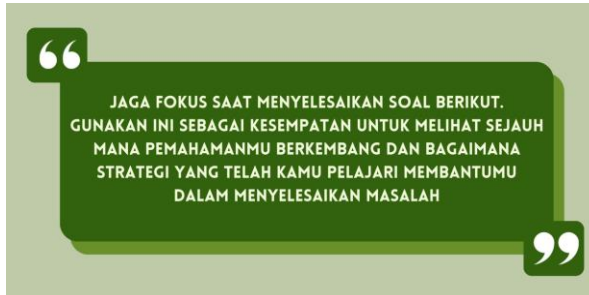 JAGA FOKUS SAAT MENYELESAIKAN SOAL BERIKUT.
GUNAKAN INI SEBAGAI KESEMPATAN UNTUK MELIHAT SEJAUH
MANA PEMAHAMANMU BERKEMBANG DAN BAGAIMANA
STRATEGI YANG TELAH KAMU PELAJARI MEMBANTUMU
DALAM MENYELESAIKAN MASALAH